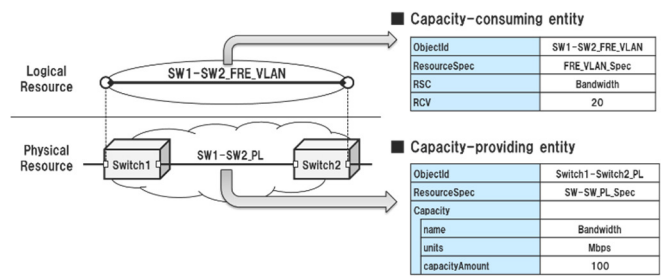 Logical
Resource
SW1-SW2_FRE_VLAN
Physical
Resource
Switch1
SW1-SW2_PL
Switch2
■ Capacity-consuming entity
ObjectId SW1-SW2_FRE_VLAN
ResourceSpec FRE_VLAN_Spec
RSC Bandwidth
RCV 20
■ Capacity-providing entity
ObjectId Switch1-Switch2_PL
ResourceSpec SW-SW_PL_Spec
Capacity
name Bandwidth
units Mbps
capacityAmount 100